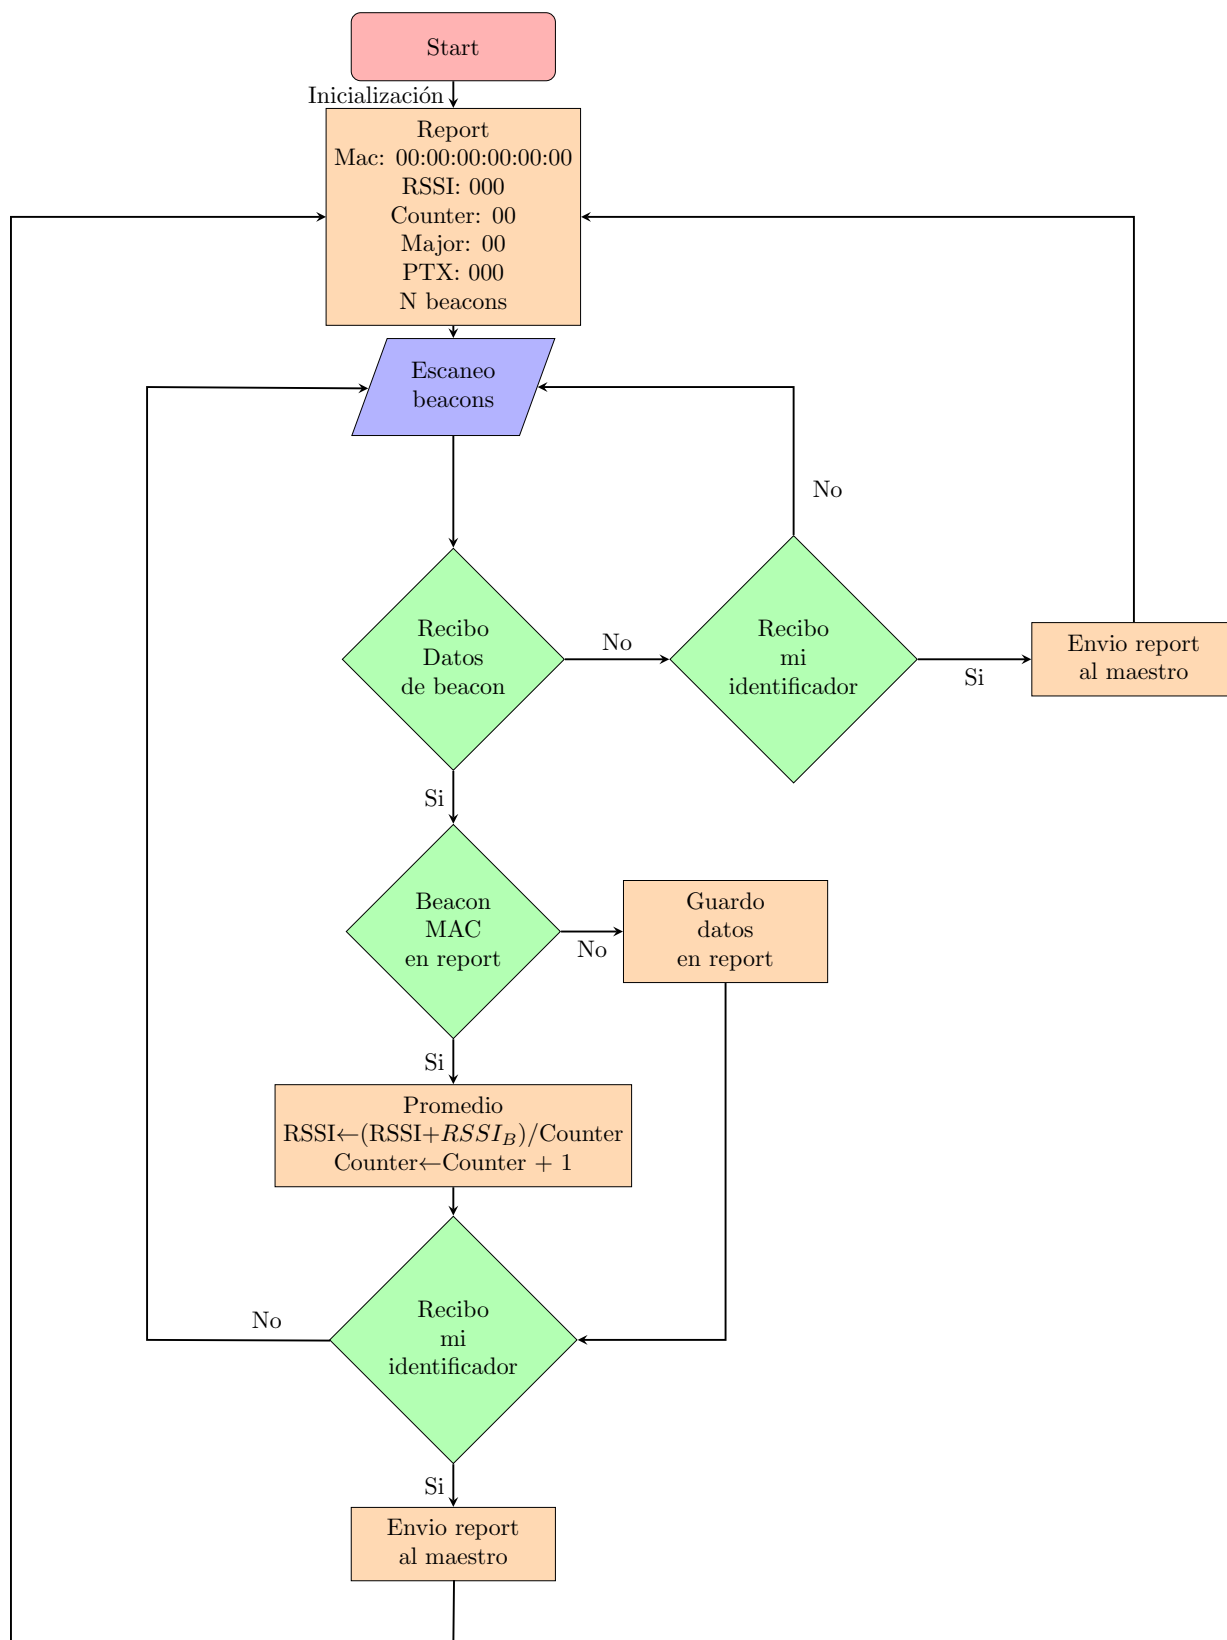 Start
Inicialización
Report
Mac: 00:00:00:00:00:00
RSSI: 000
Counter: 00
Major: 00
PTX: 000
N beacons
Escaneo
beacons
No
Recibo
Datos
de beacon
No
Recibo
mi
identificador
Si
Envio report
al maestro
Si
Beacon
MAC
en report
No
Guardo
datos
en report
Si
Promedio
RSSI←(RSSI+RSSI_B)/Counter
Counter←Counter + 1
No
Recibo
mi
identificador
Si
Envio report
al maestro